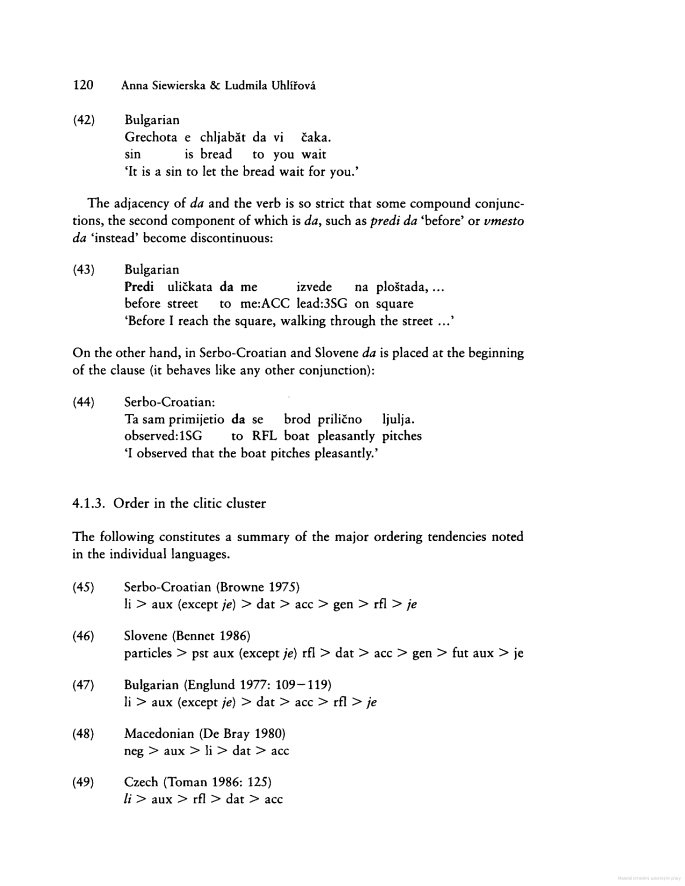 120 Anna Siewierska & Ludmila Uhlířová
(42) Bulgarian
Grechota e chljabăt da vi čaka.
sin is bread to you wait
‘It is a sin to let the bread wait for you.’
The adjacency of da and the verb is so strict that some compound conjunc-
tions, the second component of which is da, such as predi da ‘before’ or vmesto
da ‘instead’ become discontinuous:
(43) Bulgarian
Predi uličkata da me izvede na ploštada, ...
before street to me:ACC lead:3SG on square
‘Before I reach the square, walking through the street ...’
On the other hand, in Serbo-Croatian and Slovene da is placed at the beginning
of the clause (it behaves like any other conjunction):
(44) Serbo-Croatian:
Ta sam primijetio da se brod prilično ljulja.
observed:1SG to RFL boat pleasantly pitches
‘I observed that the boat pitches pleasantly.’
4.1.3. Order in the clitic cluster
The following constitutes a summary of the major ordering tendencies noted
in the individual languages.
(45) Serbo-Croatian (Browne 1975)
li > aux (except je) > dat > acc > gen > rfl > je
(46) Slovene (Bennet 1986)
particles > pst aux (except je) rfl > dat > acc > gen > fut aux > je
(47) Bulgarian (Englund 1977: 109−119)
li > aux (except je) > dat > acc > rfl > je
(48) Macedonian (De Bray 1980)
neg > aux > li > dat > acc
(49) Czech (Toman 1986: 125)
li > aux > rfl > dat > acc